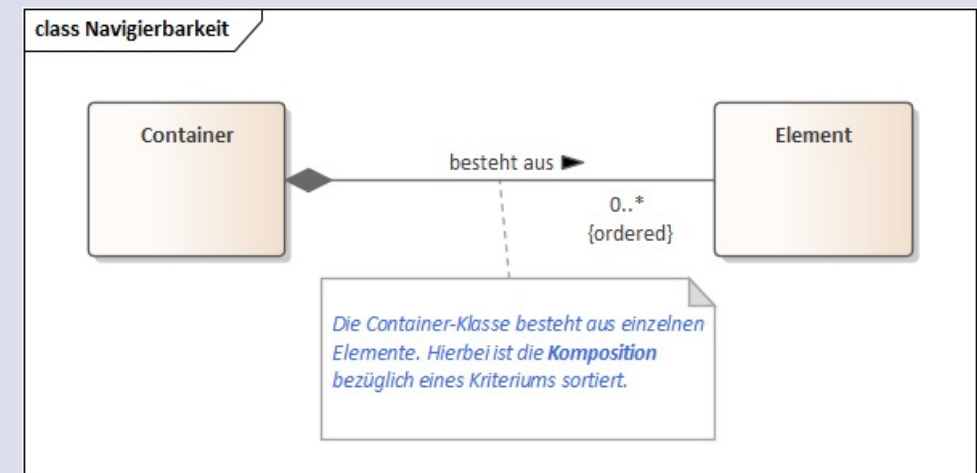 class Navigierbarkeit
Container
Element
besteht aus ►
0..*
{ordered}
Die Container-Klasse besteht aus einzelnen
Elemente. Hierbei ist die Komposition
bezüglich eines Kriteriums sortiert.